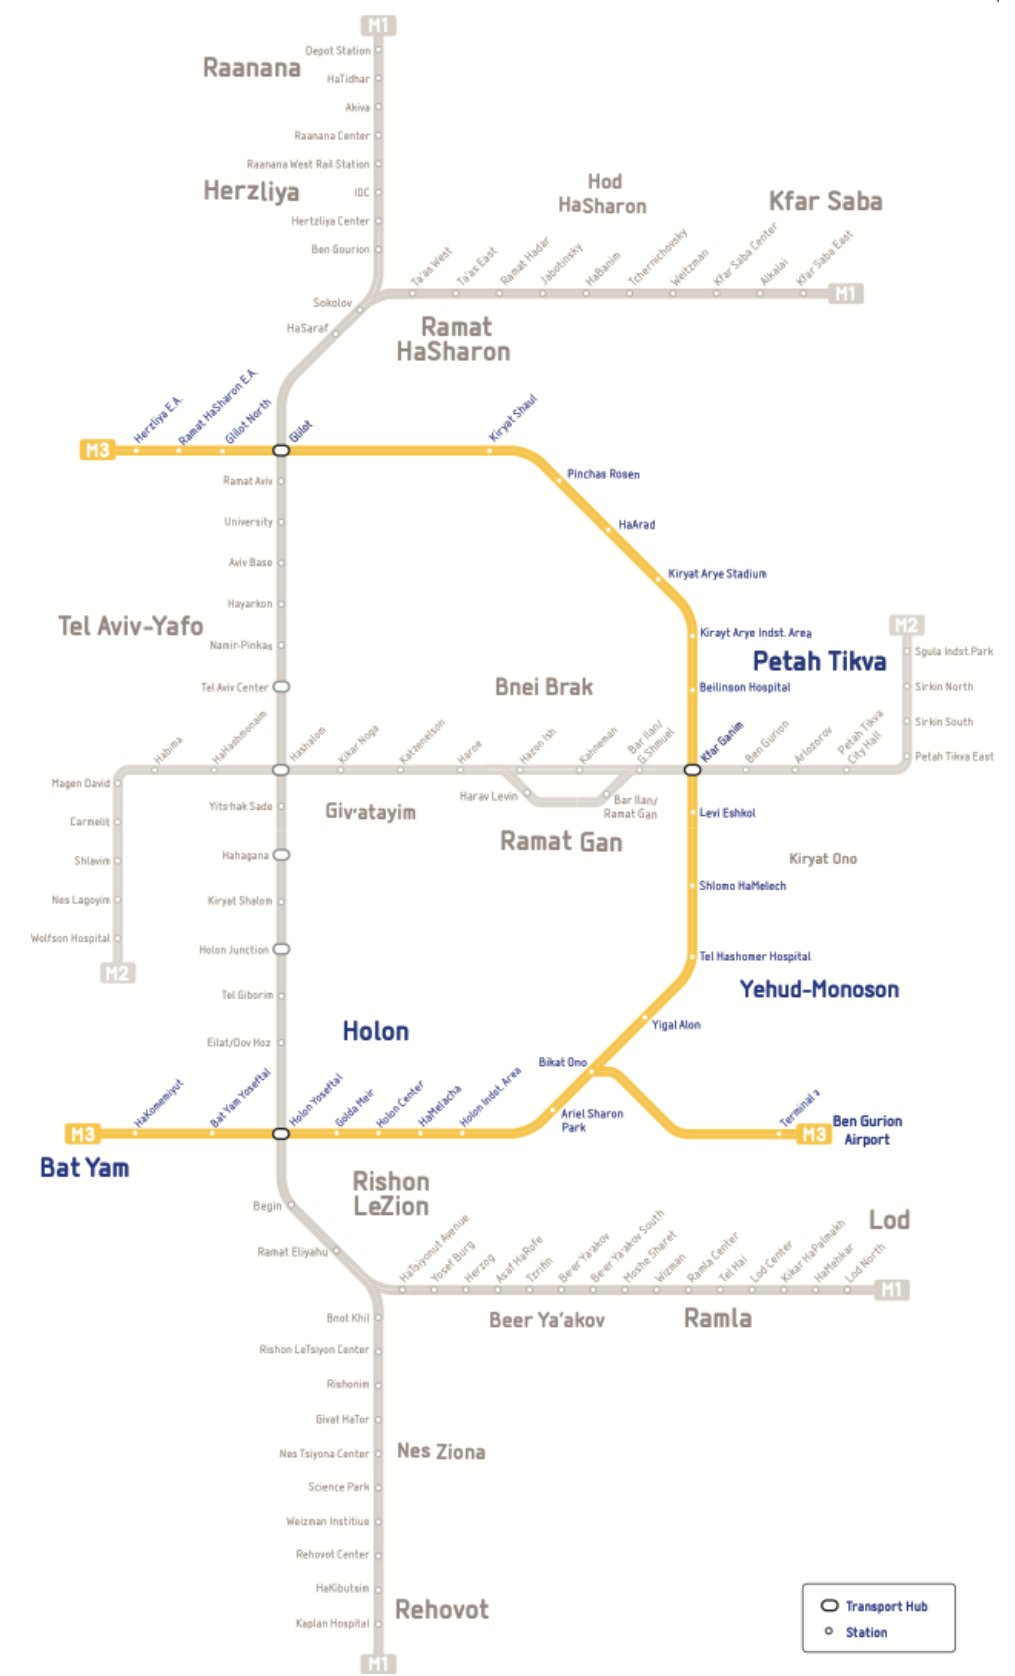 M1
Depot Station
Raanana
HaTidhar
Akiva
Raanana Center
Raanana West Rail Station
Herzliya
IDC
Hertzliya Center
Ben Gourion
Hod
HaSharon
Kfar Saba
Ta'as West
Ta'as East
Ramat Hadar
Jabotinsky
HaBanim
Tchernichovsky
Weitzman
Kfar Saba Center
Alkalai
Kfar Saba East
M1
Sokolov
HaSaraf
Ramat
HaSharon
M3
Herzliya E.A.
Ramat HaSharon E.A.
Glilot North
Glilot
Kiryat Shaul
Pinchas Rosen
HaArad
Kiryat Arye Stadium
Kirayt Arye Indst. Area
Beilinson Hospital
Ramat Aviv
University
Aviv Base
Hayarkon
Tel Aviv-Yafo
Namir-Pinkas
Tel Aviv Center
Petah Tikva
Bnei Brak
M2
Sgula Indst.Park
Sirkin North
Sirkin South
Petah Tikva East
Habima
HaHashmonaim
Hashalom
Kikar Noga
Katzenelson
Haroe
Hazon Ish
Kahneman
Bar Ilan/
G.Shmuel
Kfar Ganim
Ben Gurion
Arlozorov
Petah Tikva
City Hall
Magen David
Carmelit
Shlavim
Nes Lagoyim
Wolfson Hospital
M2
Harav Levin
Bar Ilan/
Ramat Gan
Yits-hak Sade
Giv'atayim
Levi Eshkol
Ramat Gan
Hahagana
Kiryat Ono
Kiryat Shalom
Shlomo HaMelech
Holon Junction
Tel Hashomer Hospital
Tel Giborim
Yehud-Monoson
Eilat/Dov Hoz
Holon
Yigal Alon
Bikat Ono
M3
HaKomemiyut
Bat Yam Yoseftal
Holon Yoseftal
Golda Meir
Holon Center
HaMelacha
Holon Indst. Area
Ariel Sharon
Park
Terminal 3
M3
Ben Gurion
Airport
Bat Yam
Rishon
LeZion
Begin
Ramat Eliyahu
Lod
HaTsiyonut Avenue
Yosef Burg
Herzog
Asaf HaRofe
Tzrifin
Be'er Ya'akov
Be'er Ya'akov South
Moshe Sharet
Wizman
Ramla Center
Tel Hai
Lod Center
Kikar HaPalmakh
HaMehkar
Lod North
M1
Beer Ya'akov
Ramla
Bnot Khil
Rishon LeTsiyon Center
Rishonim
Givat HaTor
Nes Tsiyona Center
Nes Ziona
Science Park
Weizman Institiue
Rehovot Center
HaKibutsim
Rehovot
Kaplan Hospital
M1
Transport Hub
Station